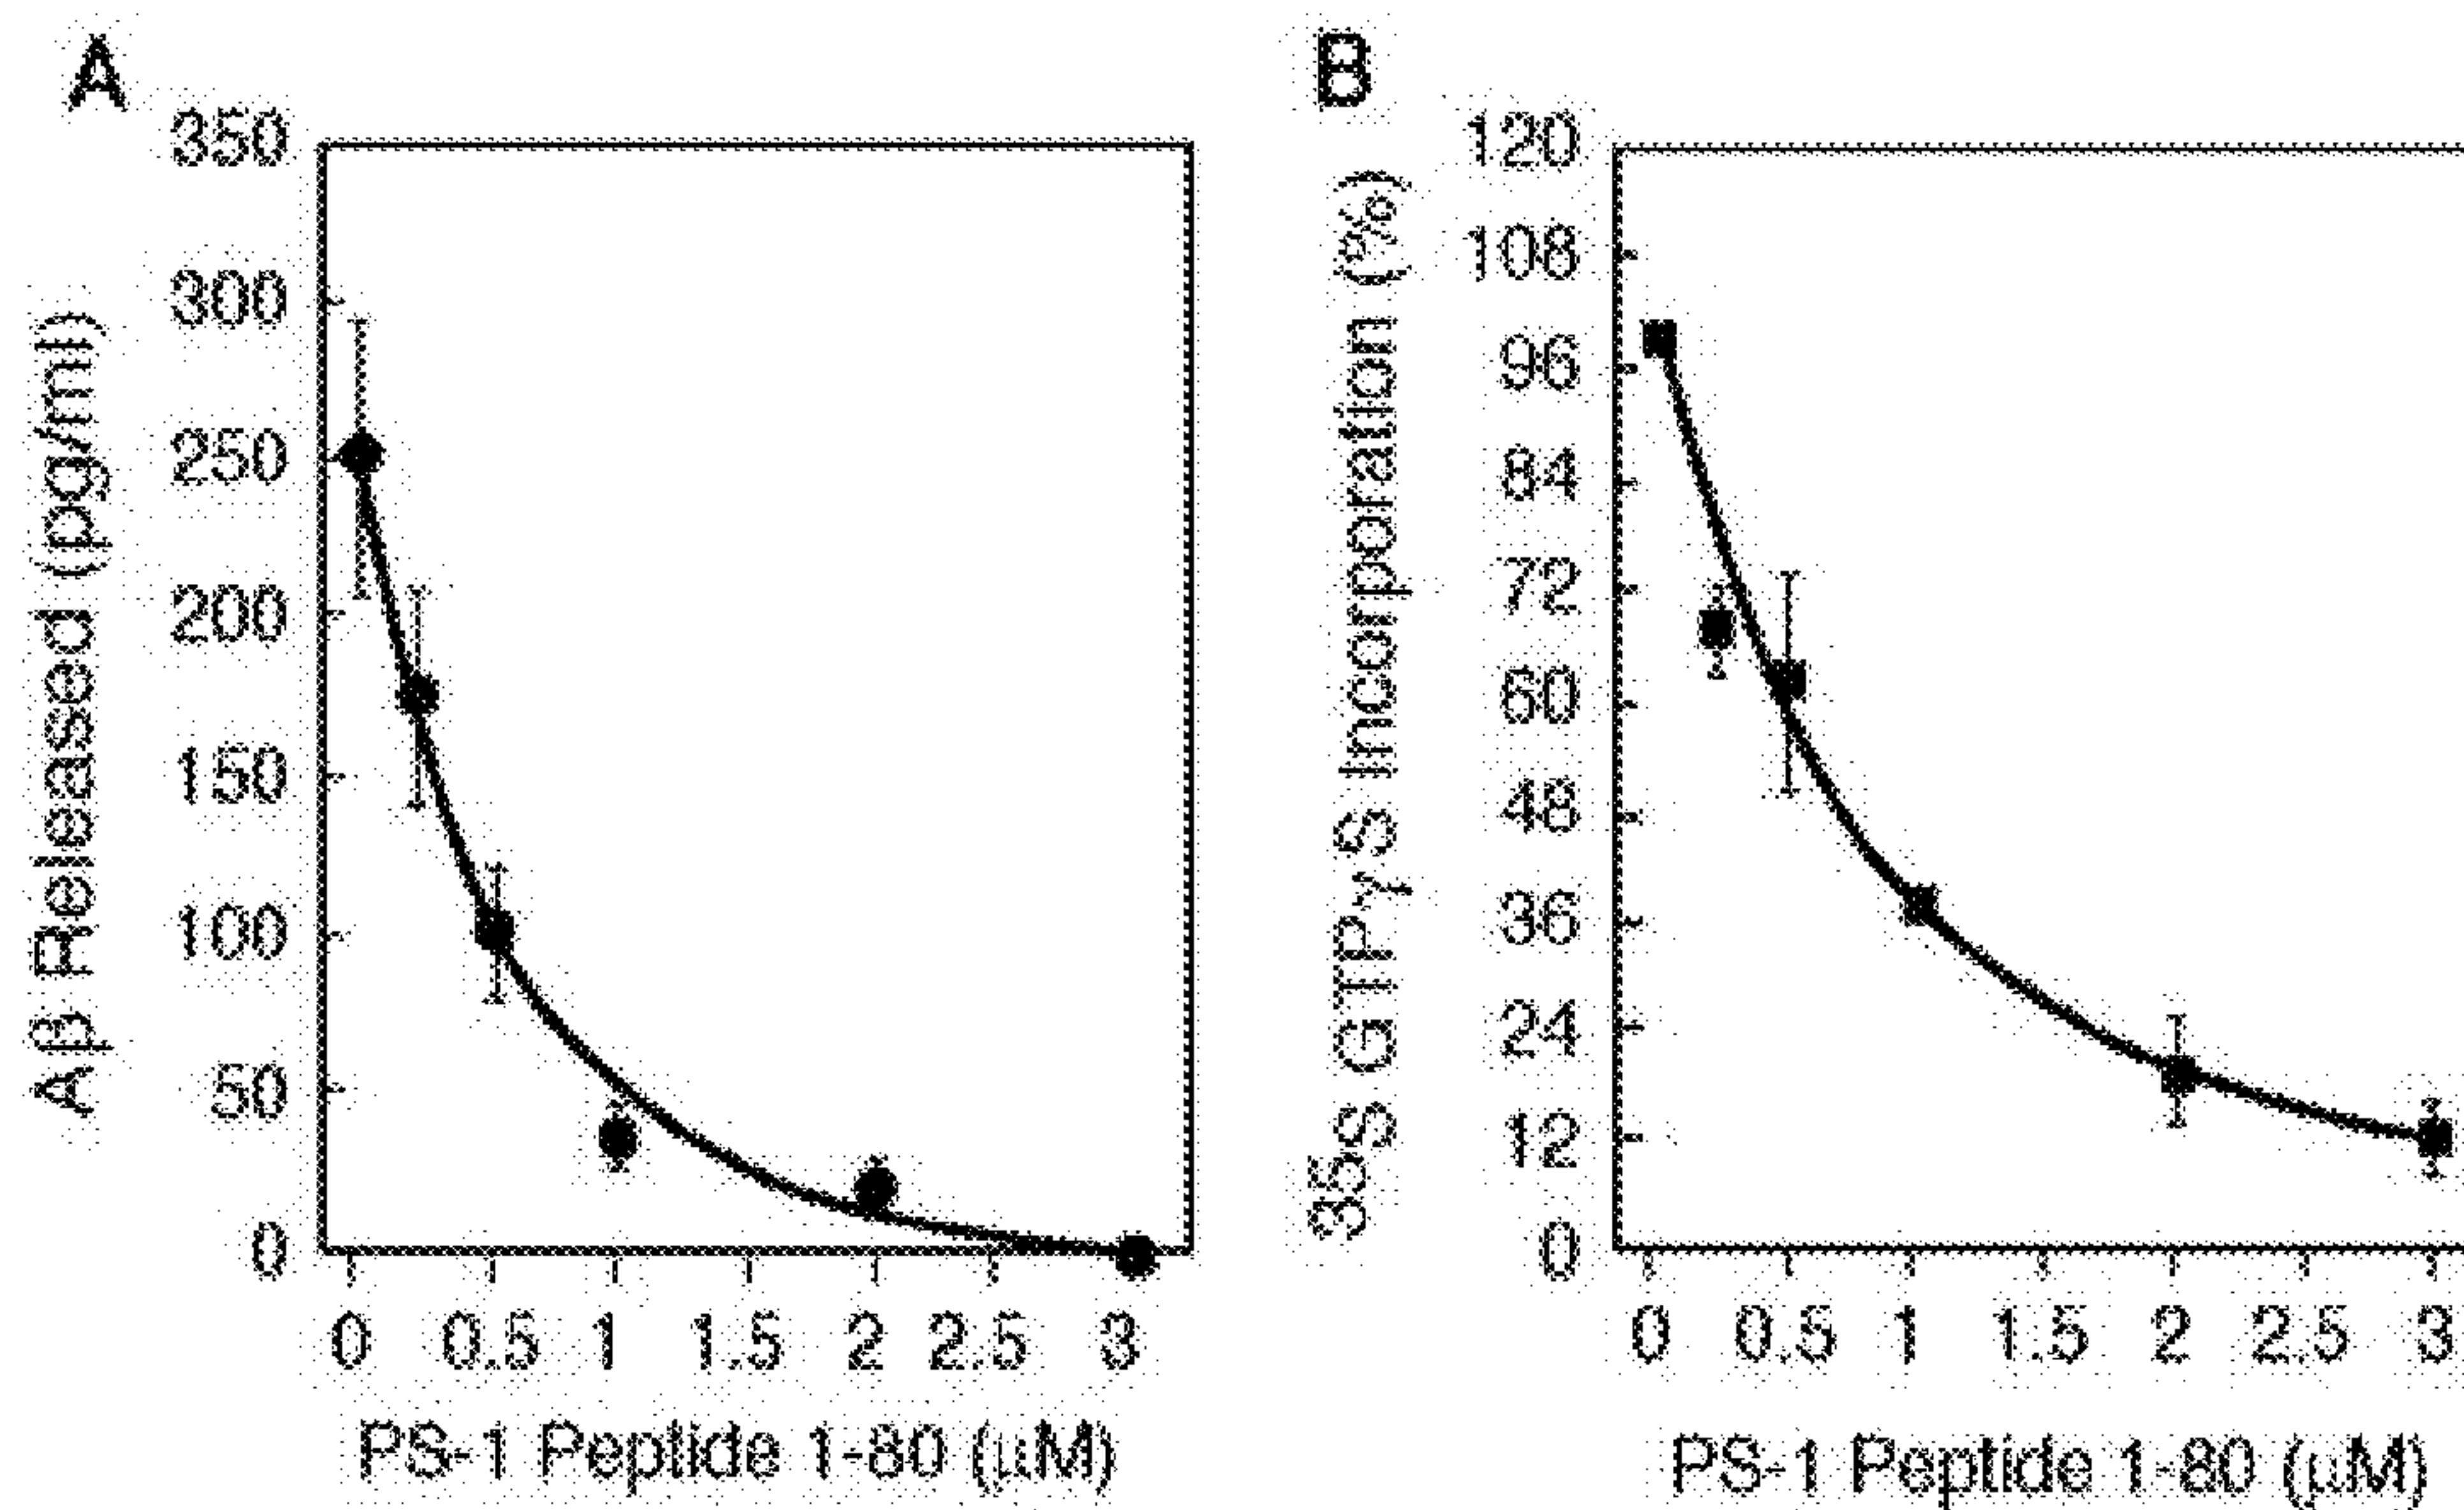 A
350
300
250
200
150
100
50
0
Aβ Released (pg/ml)
0 0.5 1 1.5 2 2.5 3
PS-1 Peptide 1-80 (μM)
B
120
108
96
84
72
60
48
36
24
12
0
35S GTPγS Incorporation (%)
0 0.5 1 1.5 2 2.5 3
PS-1 Peptide 1-80 (μM)